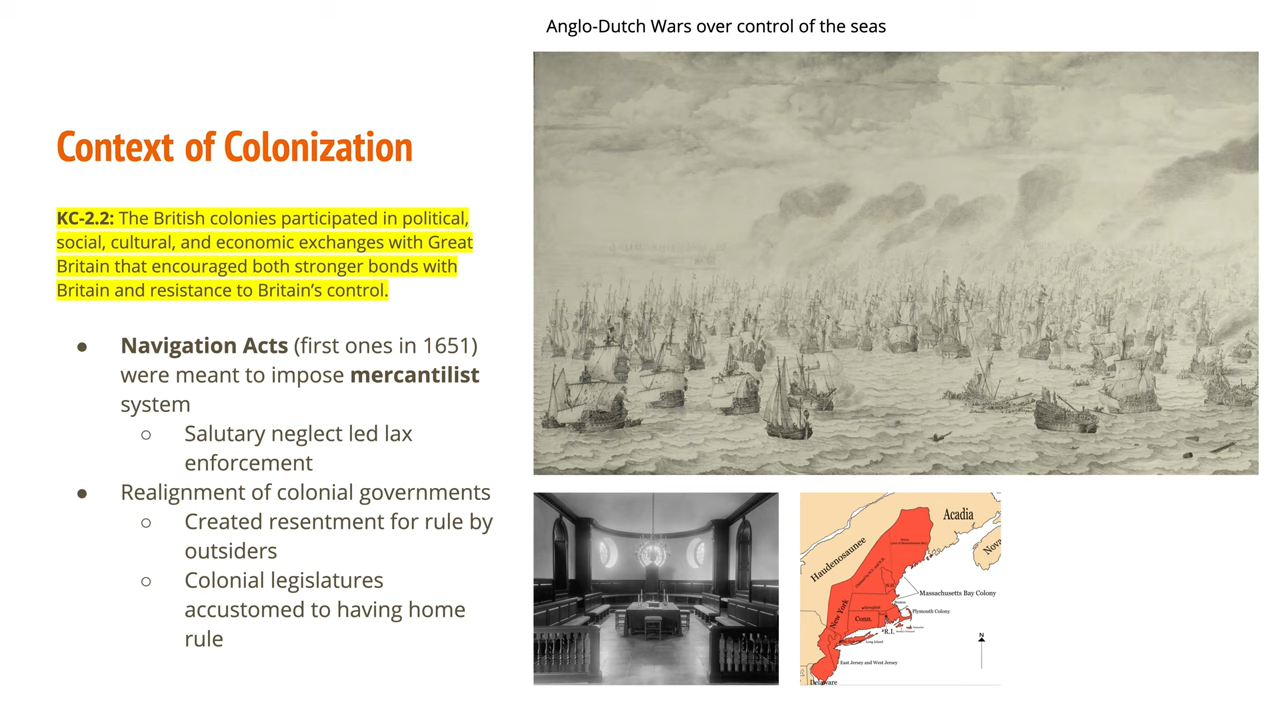 Anglo-Dutch Wars over control of the seas
Context of Colonization
KC-2.2: The British colonies participated in political,
social, cultural, and economic exchanges with Great
Britain that encouraged both stronger bonds with
Britain and resistance to Britain's control.
● Navigation Acts (first ones in 1651)
were meant to impose mercantilist
system
○ Salutary neglect led lax
enforcement
● Realignment of colonial governments
○ Created resentment for rule by
outsiders
○ Colonial legislatures
accustomed to having home
rule
Acadia
Haudenosaunee
Nova
Massachusetts Bay Colony
Plymouth Colony
New York
Conn.
R.I.
Long Island
East Jersey and West Jersey
Delaware
N